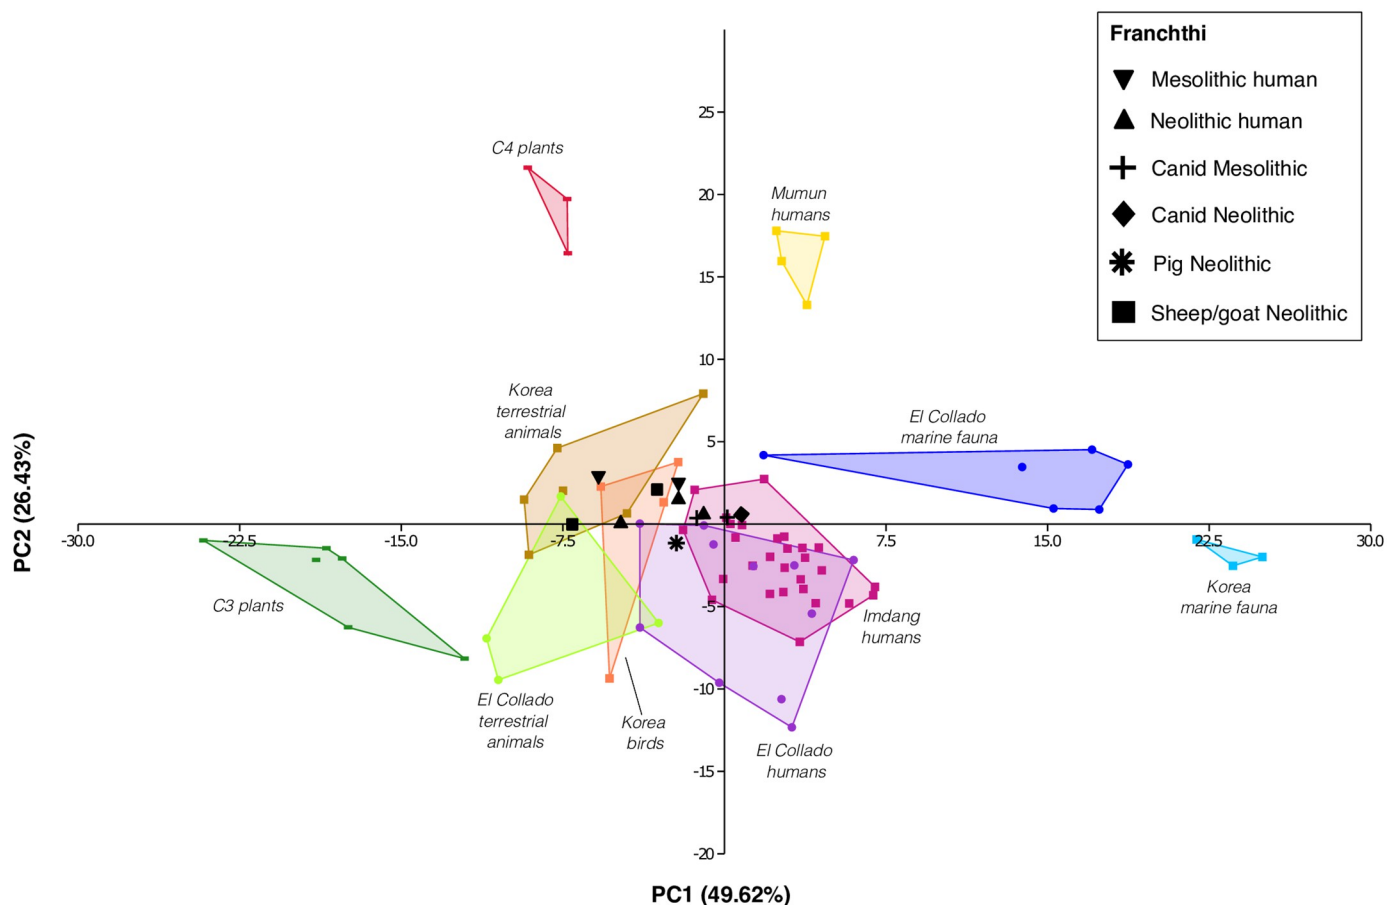 Franchthi
Mesolithic human
Neolithic human
Canid Mesolithic
Canid Neolithic
Pig Neolithic
Sheep/goat Neolithic
25
20
15
10
5
-5
-10
-15
-20
-30.0
-22.5
-15.0
-7.5
7.5
15.0
22.5
30.0
C4 plants
Mumun
humans
Korea
terrestrial
animals
El Collado
marine fauna
C3 plants
Korea
marine fauna
Imdang
humans
El Collado
terrestrial
animals
Korea
birds
El Collado
humans
PC2 (26.43%)
PC1 (49.62%)